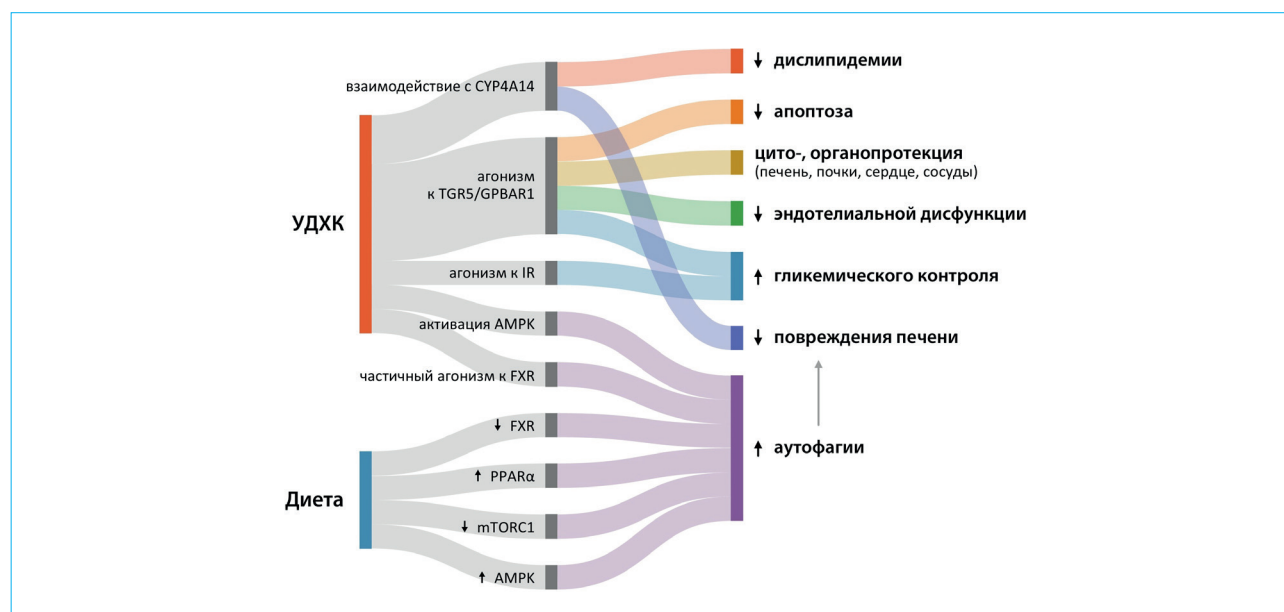 УДХК
Диета
взаимодействие с CYP4A14
агонизм
к TGR5/GPBAR1
агонизм к IR
активация AMPK
частичный агонизм к FXR
↓ FXR
↑ PPARα
↓ mTORC1
↑ AMPK
↓ дислипидемии
↓ апоптоза
цито-, органопротекция
(печень, почки, сердце, сосуды)
↓ эндотелиальной дисфункции
↑ гликемического контроля
↓ повреждения печени
↑ аутофагии